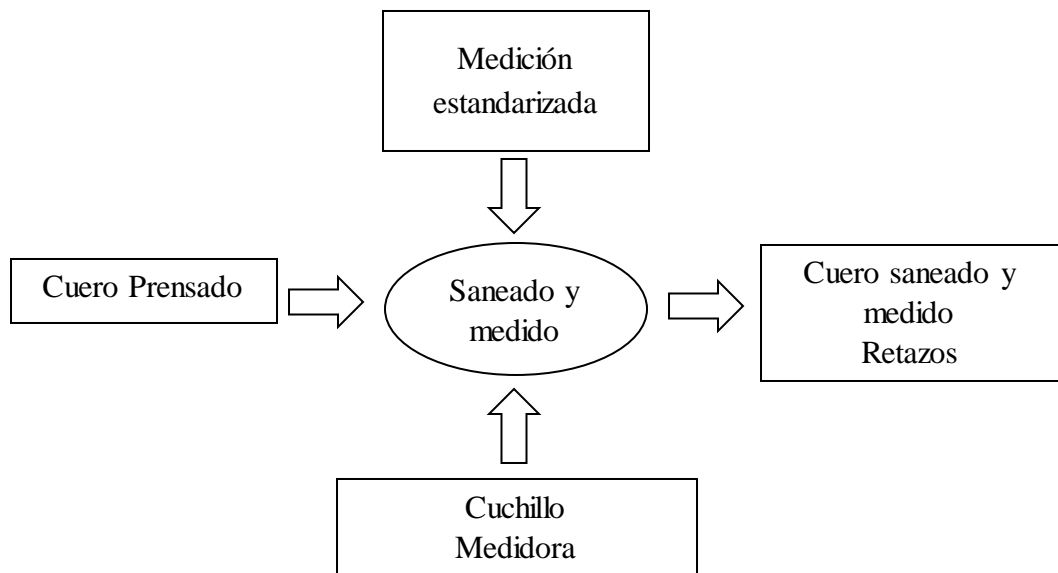 Medición
estandarizada
Cuero Prensado
Saneado y
medido
Cuero saneado y
medido
Retazos
Cuchillo
Medidora